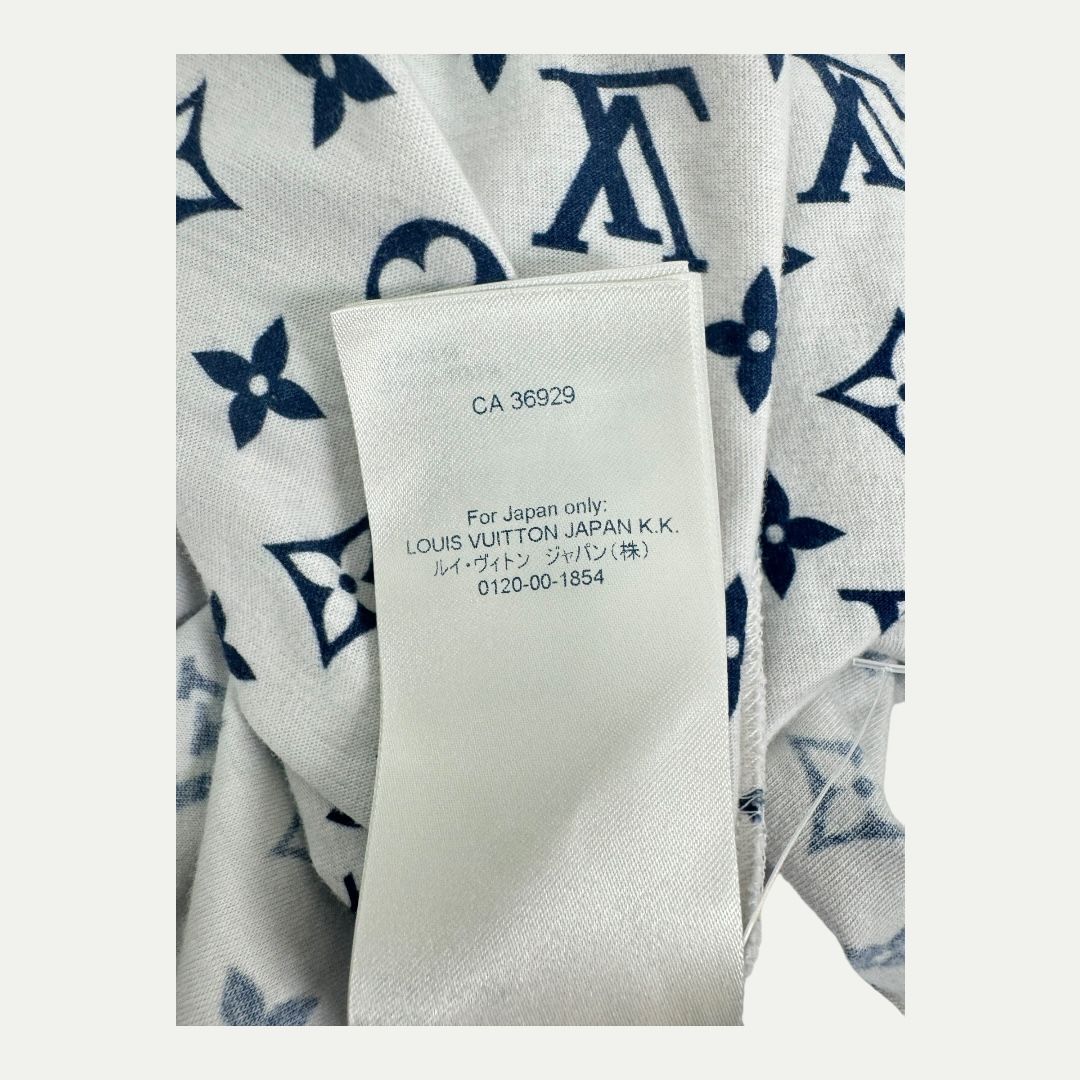 CA 36929
For Japan only:
LOUIS VUITTON JAPAN K.K.
ルイ・ヴィトン ジャパン(株)
0120-00-1854